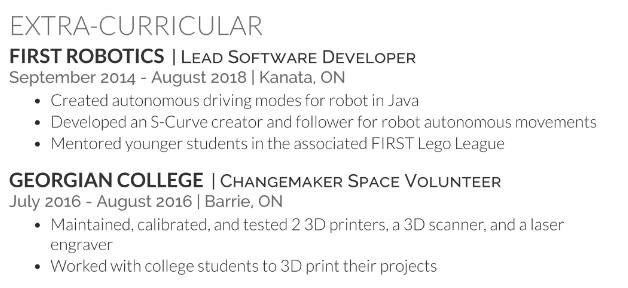 EXTRA-CURRICULAR
FIRST ROBOTICS | LEAD SOFTWARE DEVELOPER
September 2014 - August 2018 | Kanata, ON
• Created autonomous driving modes for robot in Java
• Developed an S-Curve creator and follower for robot autonomous movements
• Mentored younger students in the associated FIRST Lego League
GEORGIAN COLLEGE | CHANGEMAKER SPACE VOLUNTEER
July 2016 - August 2016 | Barrie, ON
• Maintained, calibrated, and tested 2 3D printers, a 3D scanner, and a laser
engraver
• Worked with college students to 3D print their projects